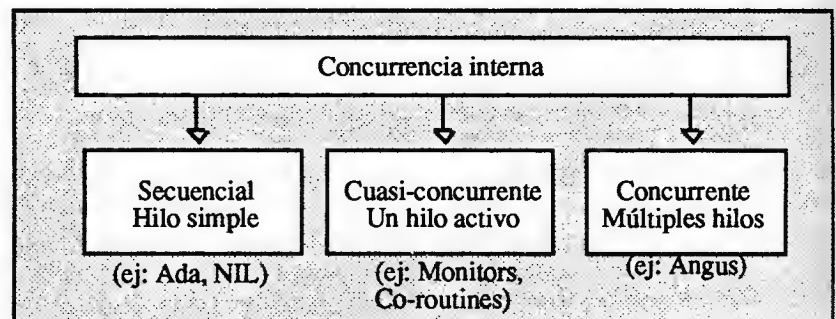 Concurrencia interna
Secuencial
Hilo simple
Cuasi-concurrente
Un hilo activo
Concurrente
Múltiples hilos
(ej: Ada, NIL)
(ej: Monitors,
Co-routines)
(ej: Angus)